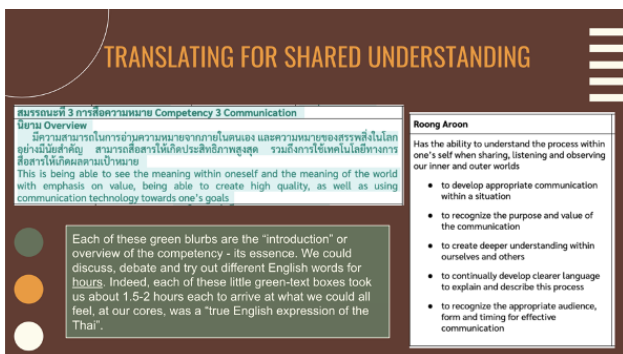 TRANSLATING FOR SHARED UNDERSTANDING
สมรรถนะที่ 3 การสื่อความหมาย Competency 3 Communication
นิยาม Overview
มีความสามารถในการอ่านความหมายจากภายในตนเอง และความหมายของสรรพสิ่งในโลก
อย่างมีนัยสำคัญ สามารถสื่อสารให้เกิดประสิทธิภาพสูงสุด รวมถึงการใช้เทคโนโลยีทางการ
สื่อสารให้เกิดผลตามเป้าหมาย
This is being able to see the meaning within oneself and the meaning of the world
with emphasis on value, being able to create high quality, as well as using
communication technology towards one's goals
Each of these green blurbs are the "introduction" or
overview of the competency - its essence. We could
discuss, debate and try out different English words for
hours. Indeed, each of these little green-text boxes took
us about 1.5-2 hours each to arrive at what we could all
feel, at our cores, was a "true English expression of the
Thai".
Roong Aroon
Has the ability to understand the process within
one's self when sharing, listening and observing
our inner and outer worlds
● to develop appropriate communication
within a situation
● to recognize the purpose and value of
the communication
● to create deeper understanding within
ourselves and others
● to continually develop clearer language
to explain and describe this process
● to recognize the appropriate audience,
form and timing for effective
communication